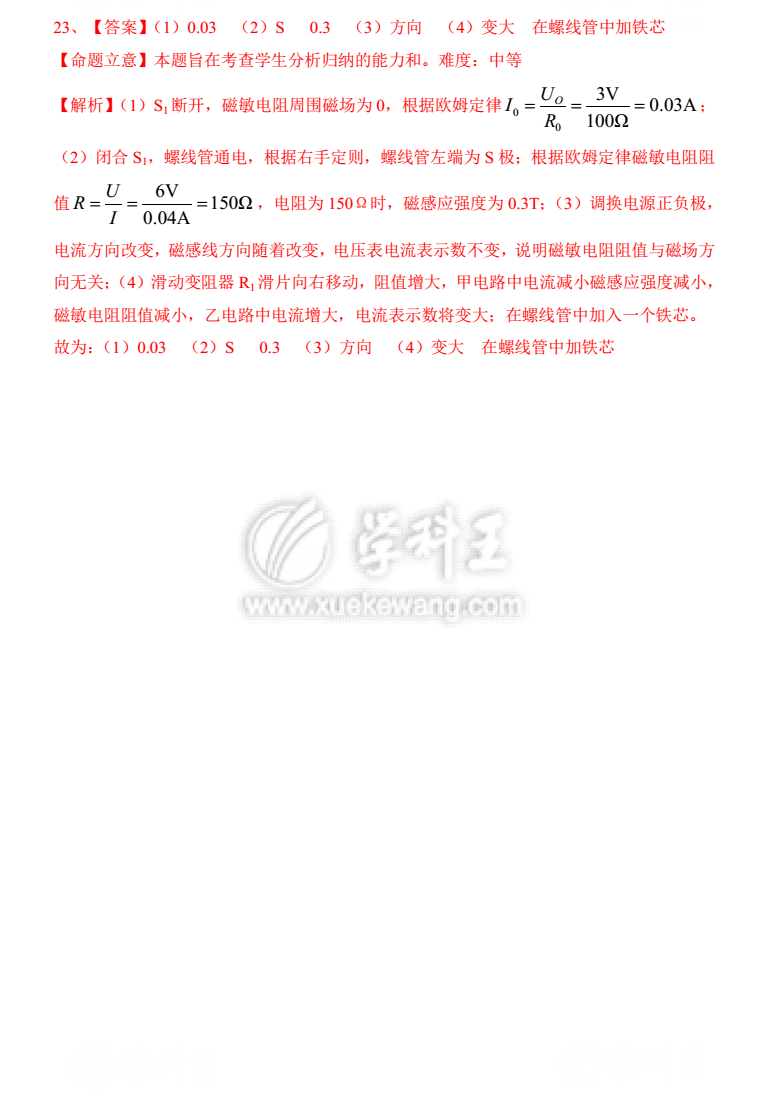 23、【答案】（1）0.03 （2）S 0.3 （3）方向 （4）变大 在螺线管中加铁芯
【命题立意】本题旨在考查学生分析归纳的能力和。难度：中等
【解析】（1）S₁断开，磁敏电阻周围磁场为 0，根据欧姆定律 I₀ = U_O/R₀ = 3V/100Ω = 0.03A；
（2）闭合 S₁，螺线管通电，根据右手定则，螺线管左端为 S 极；根据欧姆定律磁敏电阻阻
值 R = U/I = 6V/0.04A = 150Ω ，电阻为 150Ω时，磁感应强度为 0.3T；（3）调换电源正负极，
电流方向改变，磁感线方向随着改变，电压表电流表示数不变，说明磁敏电阻阻值与磁场方
向无关；（4）滑动变阻器 R₁滑片向右移动，阻值增大，甲电路中电流减小磁感应强度减小，
磁敏电阻阻值减小，乙电路中电流增大，电流表示数将变大；在螺线管中加入一个铁芯。
故为：（1）0.03 （2）S 0.3 （3）方向 （4）变大 在螺线管中加铁芯
学科王
www.xuekewang.com